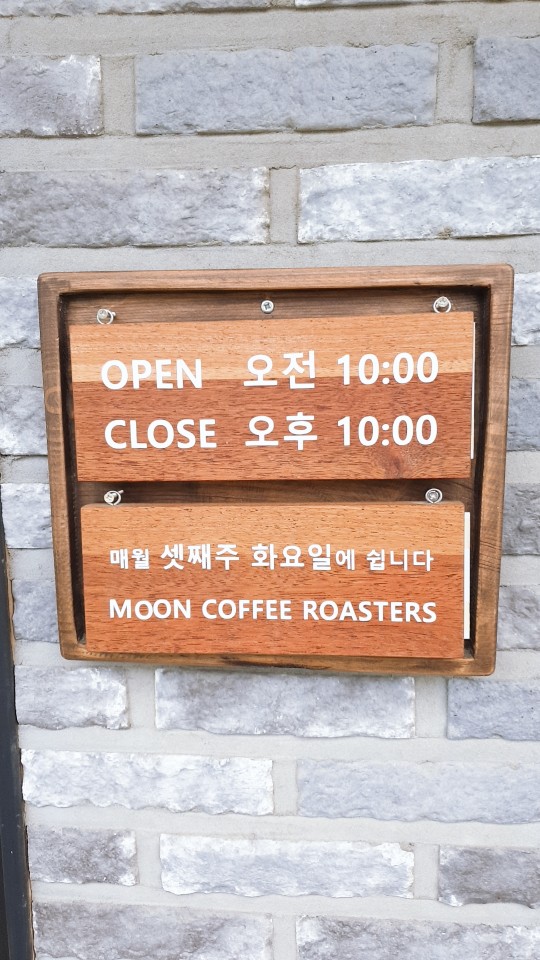 OPEN 오전 10:00
CLOSE 오후 10:00
매월 셋째주 화요일에 쉽니다
MOON COFFEE ROASTERS